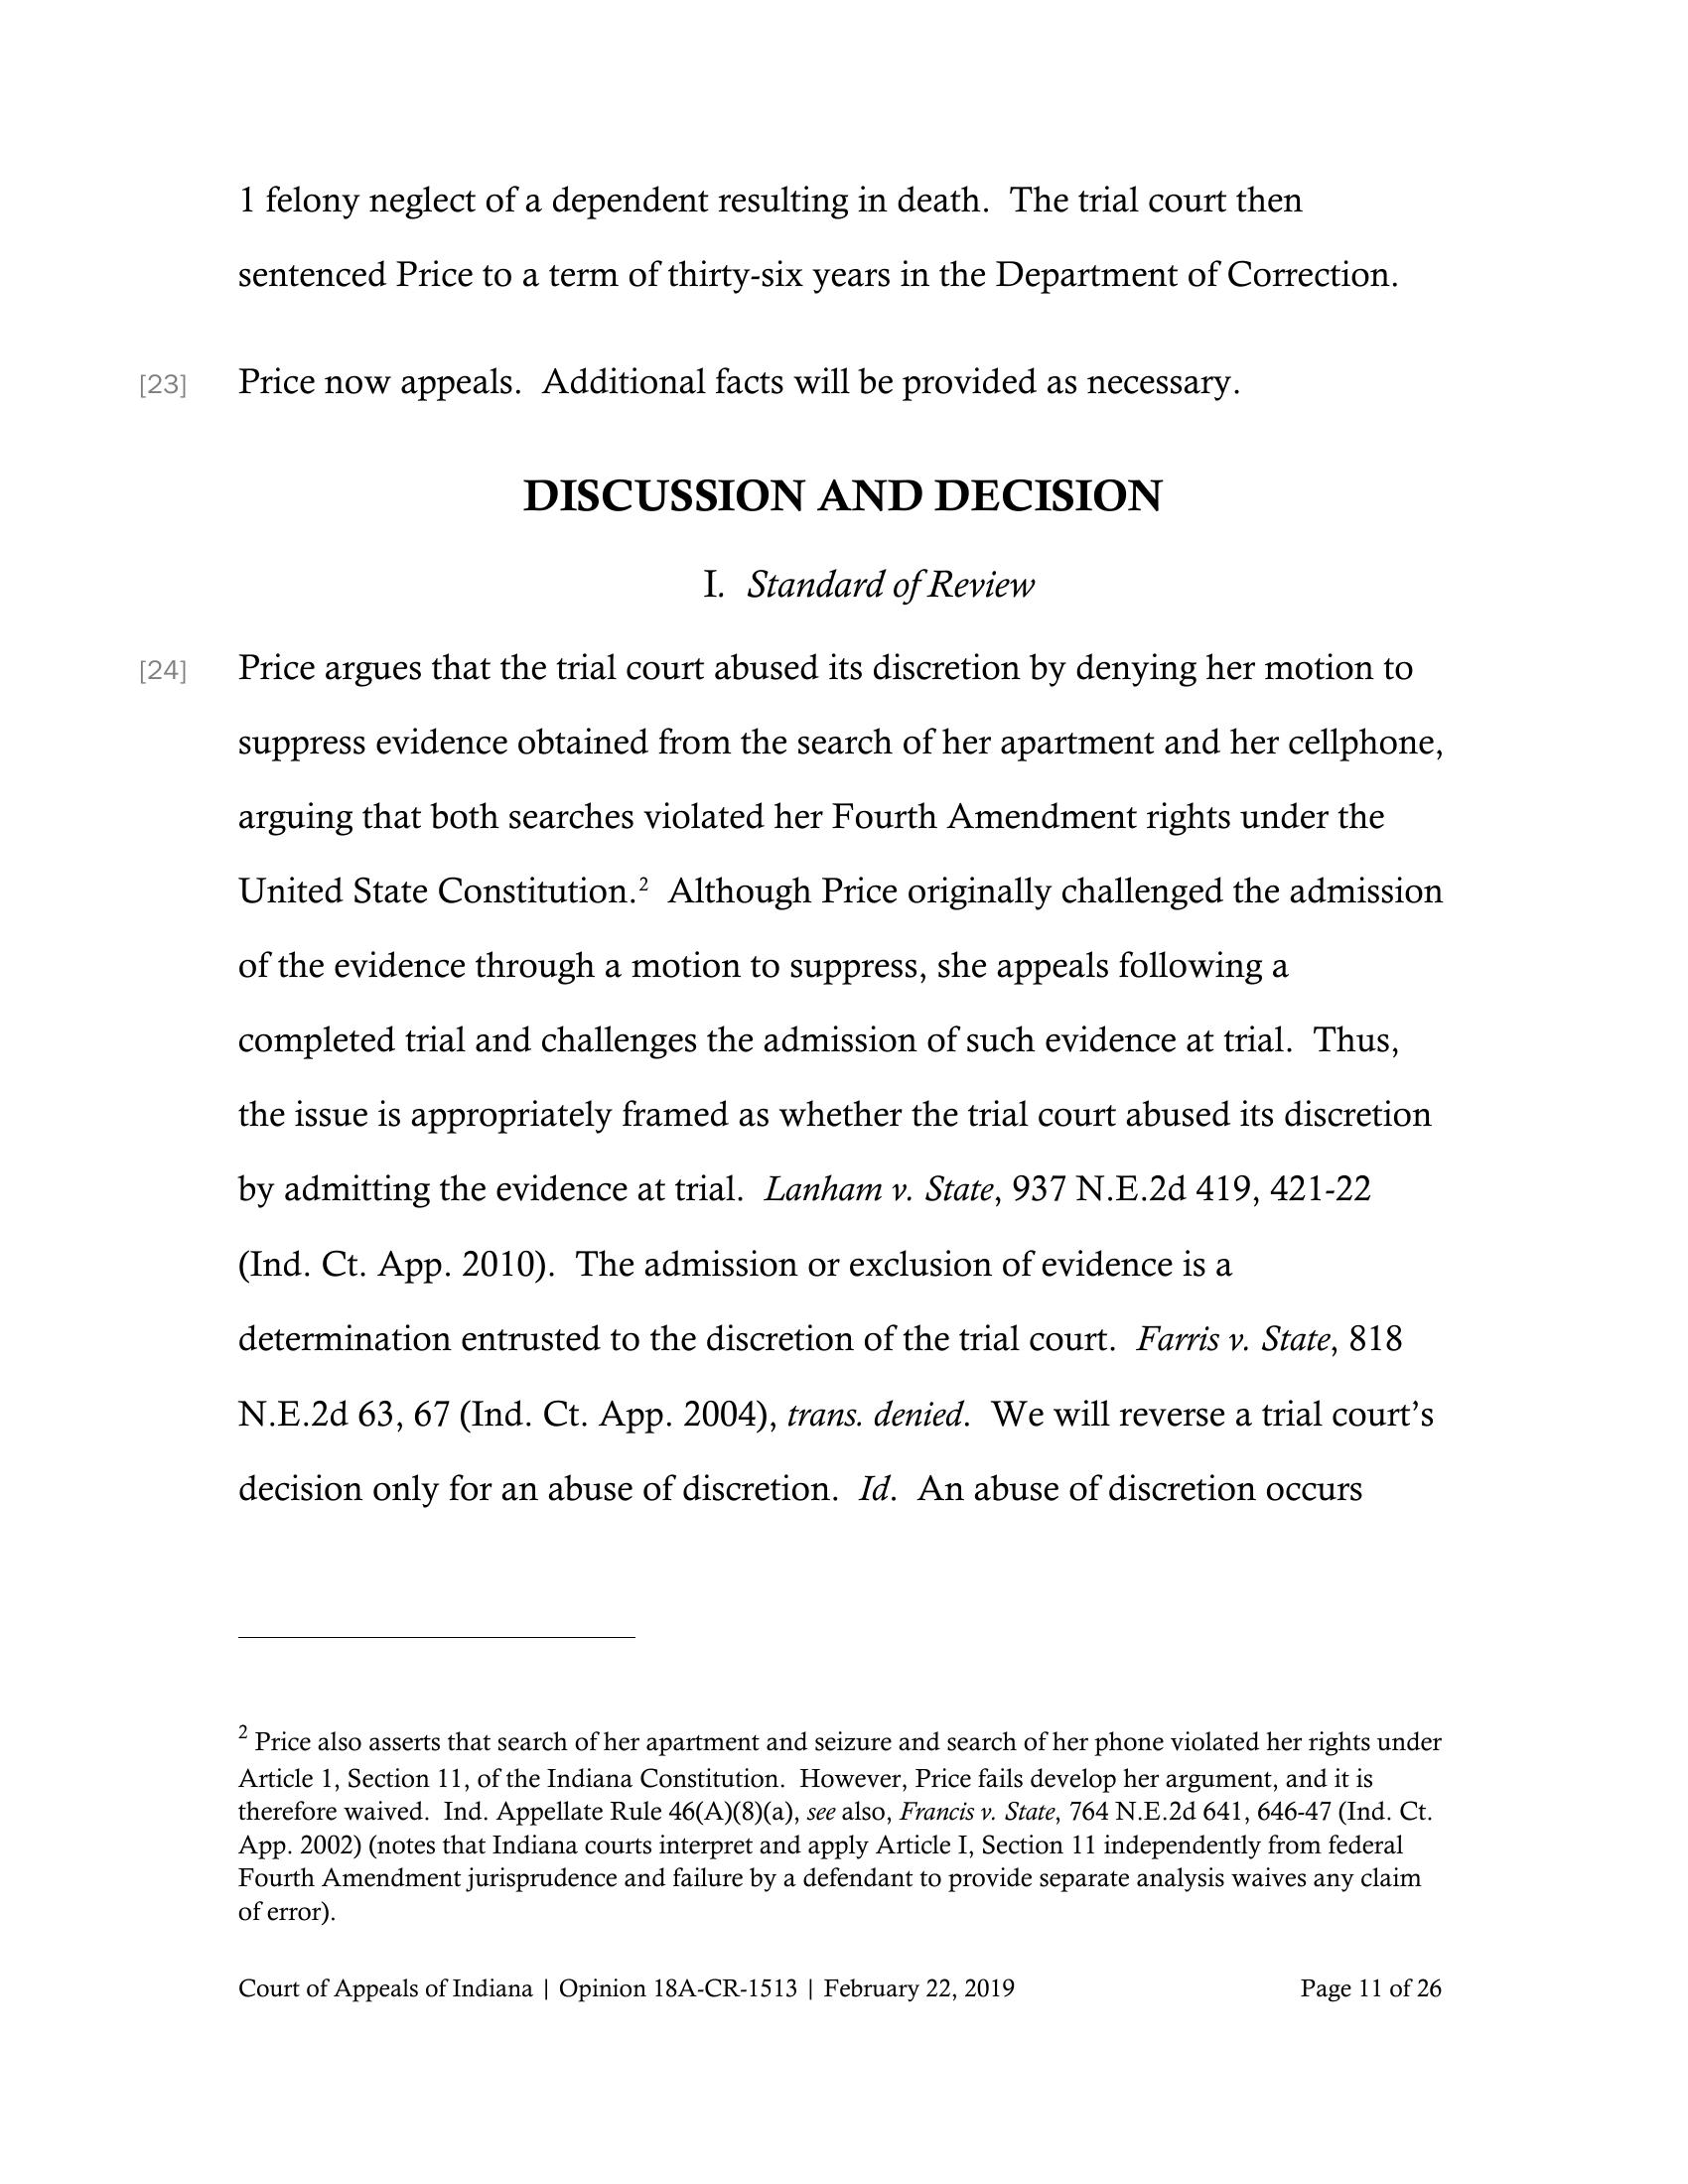 1 felony neglect of a dependent resulting in death.  The trial court then
sentenced Price to a term of thirty-six years in the Department of Correction.
[23] Price now appeals.  Additional facts will be provided as necessary.
DISCUSSION AND DECISION
I.  Standard of Review
[24] Price argues that the trial court abused its discretion by denying her motion to
suppress evidence obtained from the search of her apartment and her cellphone,
arguing that both searches violated her Fourth Amendment rights under the
United State Constitution.2  Although Price originally challenged the admission
of the evidence through a motion to suppress, she appeals following a
completed trial and challenges the admission of such evidence at trial.  Thus,
the issue is appropriately framed as whether the trial court abused its discretion
by admitting the evidence at trial.  Lanham v. State, 937 N.E.2d 419, 421-22
(Ind. Ct. App. 2010).  The admission or exclusion of evidence is a
determination entrusted to the discretion of the trial court.  Farris v. State, 818
N.E.2d 63, 67 (Ind. Ct. App. 2004), trans. denied.  We will reverse a trial court’s
decision only for an abuse of discretion.  Id.  An abuse of discretion occurs
2 Price also asserts that search of her apartment and seizure and search of her phone violated her rights under
Article 1, Section 11, of the Indiana Constitution.  However, Price fails develop her argument, and it is
therefore waived.  Ind. Appellate Rule 46(A)(8)(a), see also, Francis v. State, 764 N.E.2d 641, 646-47 (Ind. Ct.
App. 2002) (notes that Indiana courts interpret and apply Article I, Section 11 independently from federal
Fourth Amendment jurisprudence and failure by a defendant to provide separate analysis waives any claim
of error).
Court of Appeals of Indiana | Opinion 18A-CR-1513 | February 22, 2019 Page 11 of 26